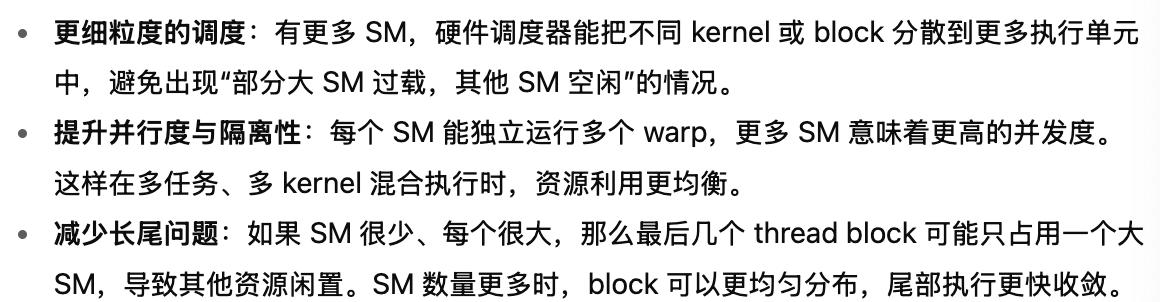 • 更细粒度的调度：有更多 SM，硬件调度器能把不同 kernel 或 block 分散到更多执行单元
中，避免出现“部分大 SM 过载，其他 SM 空闲”的情况。
• 提升并行度与隔离性：每个 SM 能独立运行多个 warp，更多 SM 意味着更高的并发度。
这样在多任务、多 kernel 混合执行时，资源利用更均衡。
• 减少长尾问题：如果 SM 很少、每个很大，那么最后几个 thread block 可能只占用一个大
SM，导致其他资源闲置。SM 数量更多时，block 可以更均匀分布，尾部执行更快收敛。